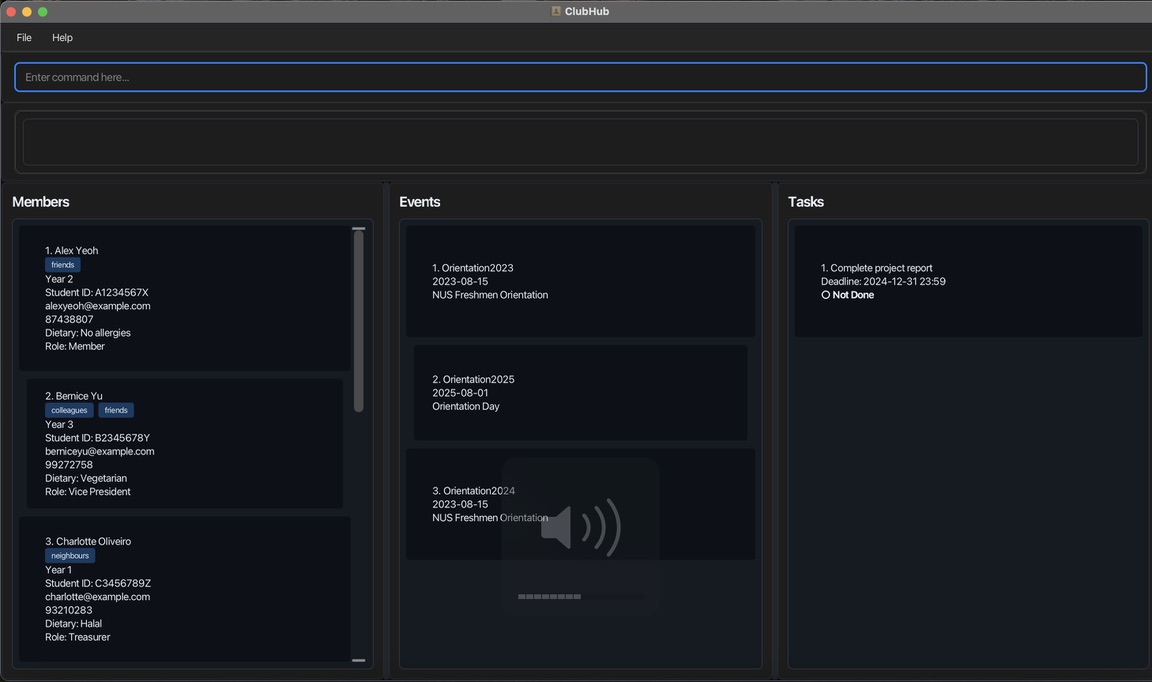 ClubHub
File Help
Enter command here...
Members
1. Alex Yeoh
friends
Year 2
Student ID: A1234567X
alexyeoh@example.com
87438807
Dietary: No allergies
Role: Member
2. Bernice Yu
colleagues friends
Year 3
Student ID: B2345678Y
berniceyu@example.com
99272758
Dietary: Vegetarian
Role: Vice President
3. Charlotte Oliveiro
neighbours
Year 1
Student ID: C3456789Z
charlotte@example.com
93210283
Dietary: Halal
Role: Treasurer
Events
1. Orientation2023
2023-08-15
NUS Freshmen Orientation
2. Orientation2025
2025-08-01
Orientation Day
3. Orientation2024
2023-08-15
NUS Freshmen Orientation
Tasks
1. Complete project report
Deadline: 2024-12-31 23:59
Not Done